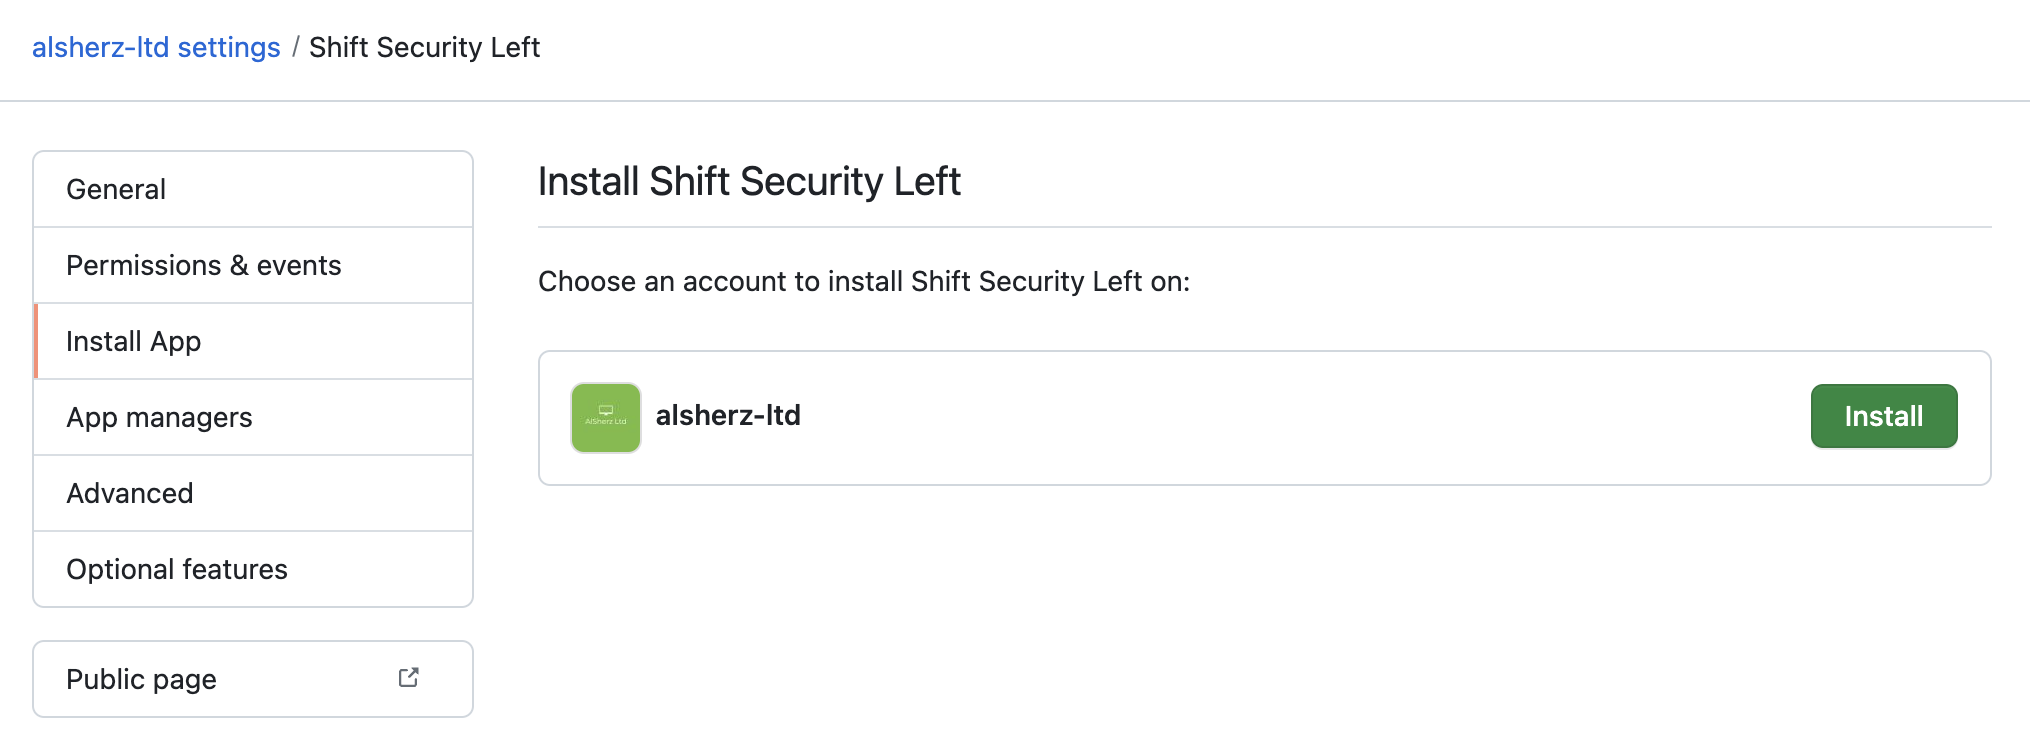 alsherz-ltd settings / Shift Security Left
General
Permissions & events
Install App
App managers
Advanced
Optional features
Public page
Install Shift Security Left
Choose an account to install Shift Security Left on:
AlSherz Ltd
alsherz-ltd
Install